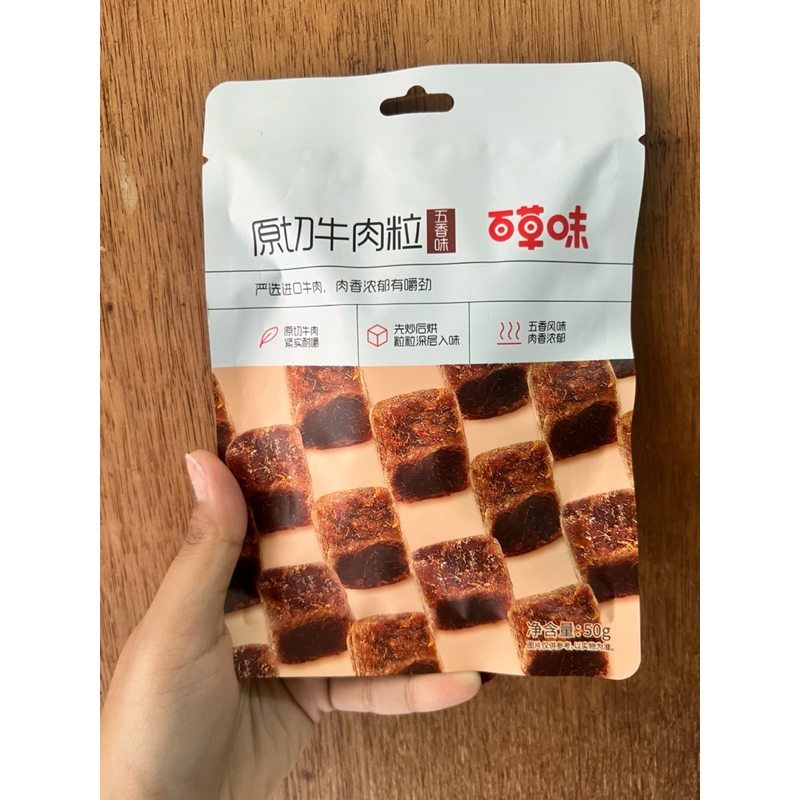 原切牛肉粒
五香味
百草味
严选进口牛肉，肉香浓郁有嚼劲
原切牛肉
紧实耐嚼
先炒后烘
粒粒深层入味
五香风味
肉香浓郁
净含量：50g
图片仅供参考，以实物为准。